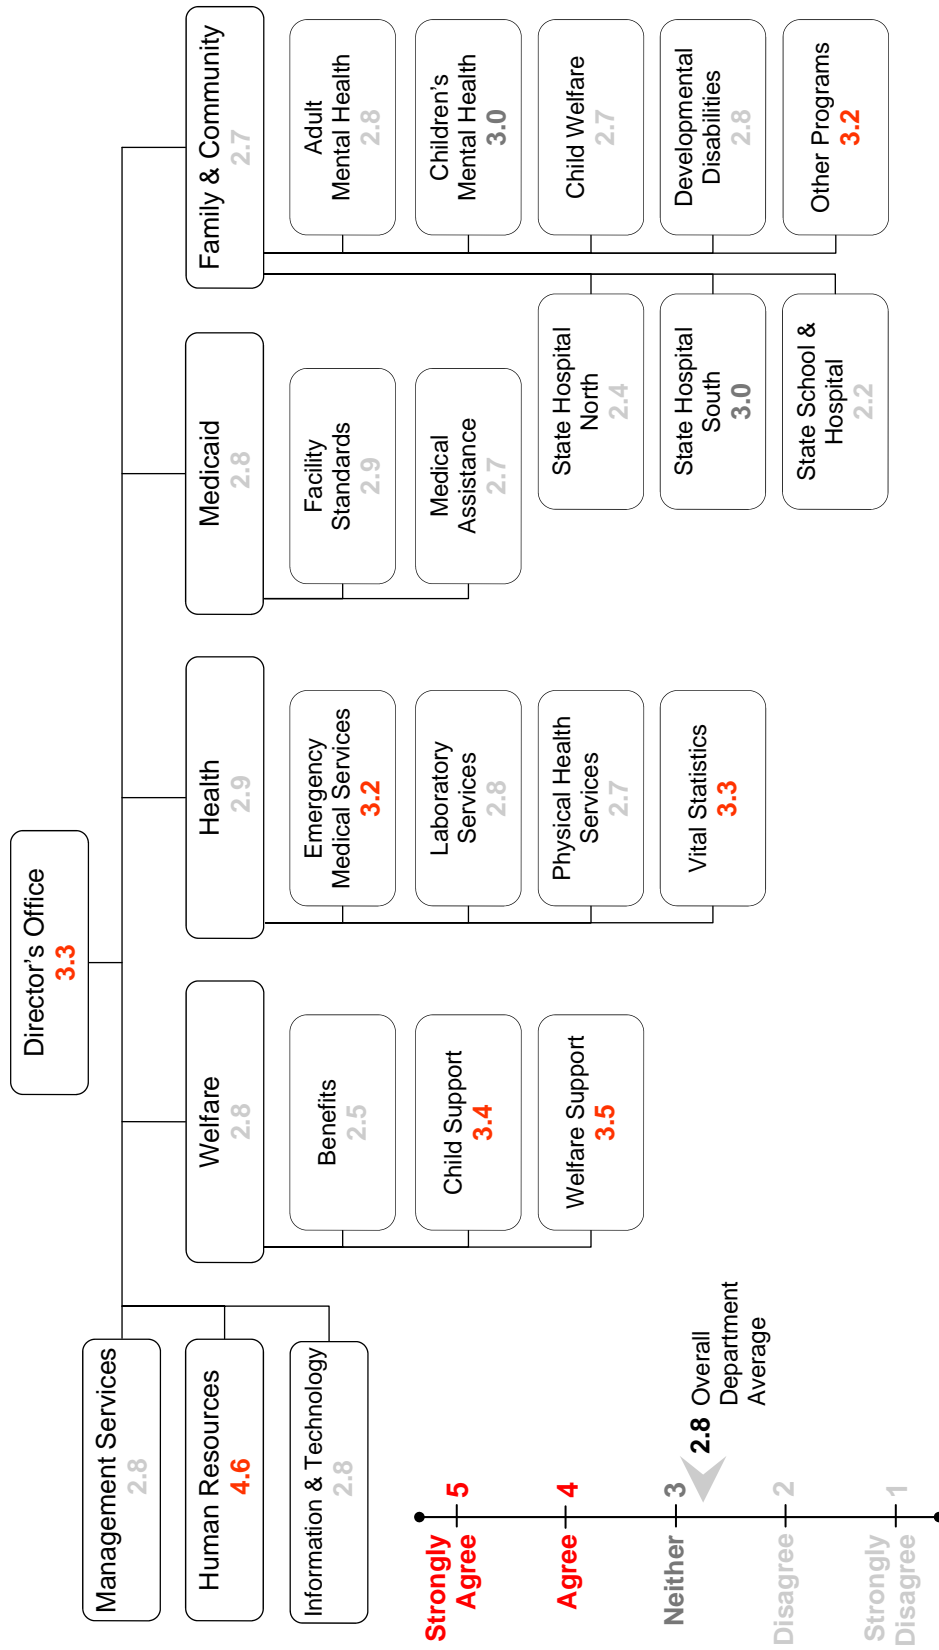 Director's Office
3.3
Management Services
2.8
Human Resources
4.6
Information & Technology
2.8
Welfare
2.8
Benefits
2.5
Child Support
3.4
Welfare Support
3.5
Health
2.9
Emergency
Medical Services
3.2
Laboratory
Services
2.8
Physical Health
Services
2.7
Vital Statistics
3.3
Medicaid
2.8
Facility
Standards
2.9
Medical
Assistance
2.7
Family & Community
2.7
Adult
Mental Health
2.8
Children's
Mental Health
3.0
Child Welfare
2.7
Developmental
Disabilities
2.8
Other Programs
3.2
State Hospital
North
2.4
State Hospital
South
3.0
State School &
Hospital
2.2
Strongly
Agree 5
Agree 4
Neither 3
2.8 Overall
Department
Average
Disagree 2
Strongly
Disagree 1